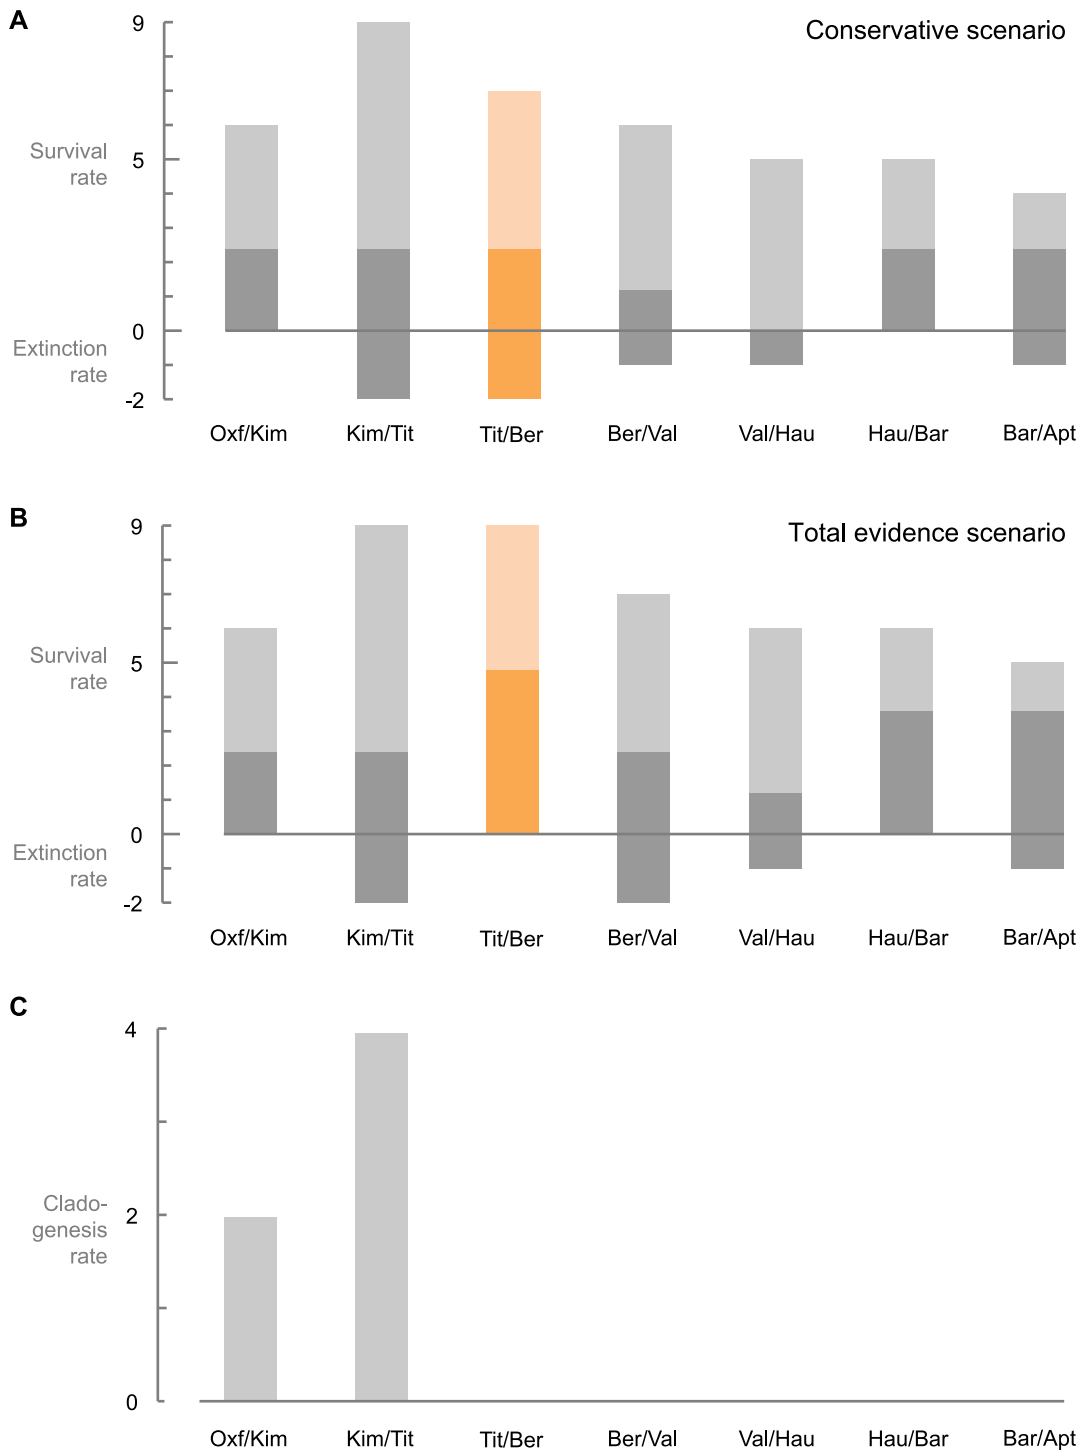 A
Conservative scenario
9
Survival
rate
5
0
Extinction
rate
-2
Oxf/Kim Kim/Tit Tit/Ber Ber/Val Val/Hau Hau/Bar Bar/Apt
B
Total evidence scenario
9
Survival
rate
5
0
Extinction
rate
-2
Oxf/Kim Kim/Tit Tit/Ber Ber/Val Val/Hau Hau/Bar Bar/Apt
C
4
Clado-
genesis
rate
2
0
Oxf/Kim Kim/Tit Tit/Ber Ber/Val Val/Hau Hau/Bar Bar/Apt